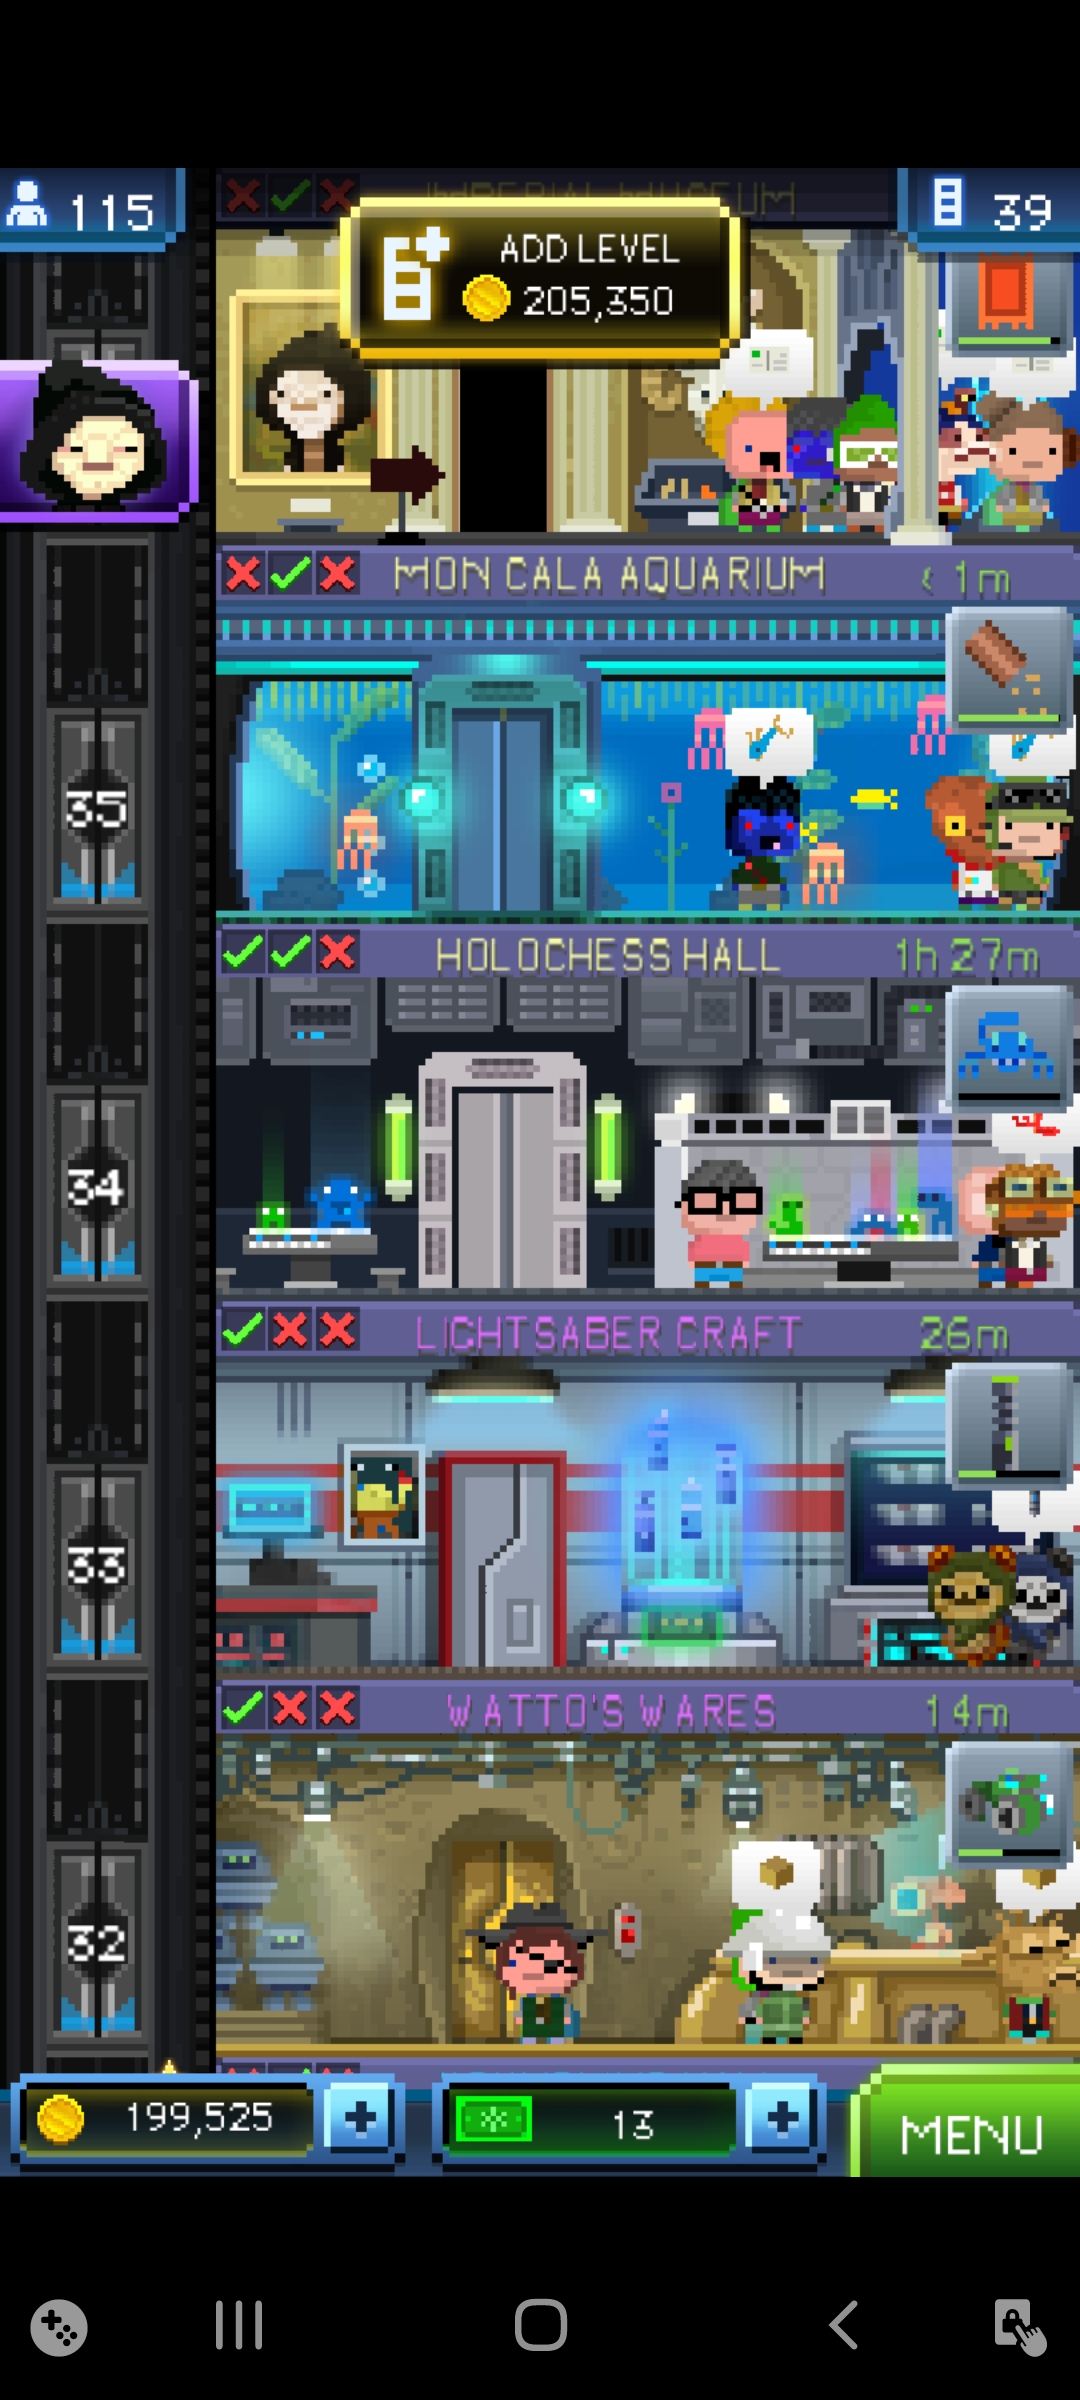 IMPERIAL MUSEUM
115
39
ADD LEVEL
205,350
MON CALA AQUARIUM
< 1m
35
HOLOCHESS HALL
1h 27m
34
LIGHTSABER CRAFT
26m
33
WATTO'S WARES
14m
32
199,525
+
13
+
MENU